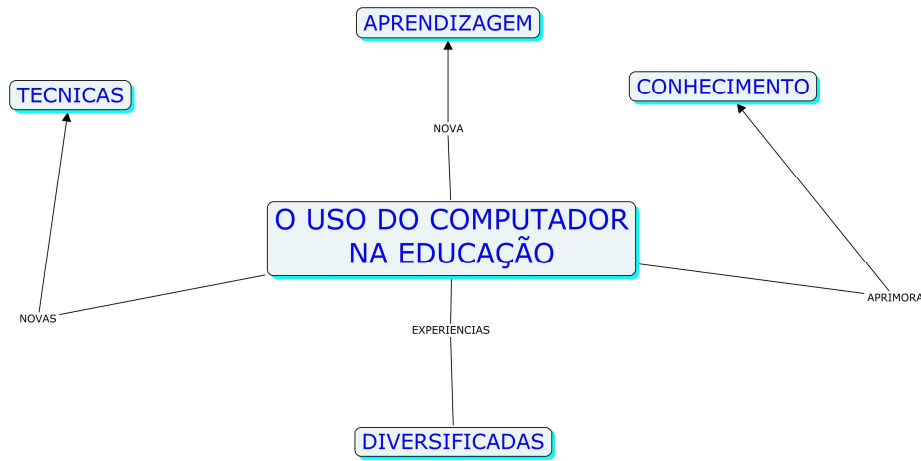 APRENDIZAGEM
TECNICAS
CONHECIMENTO
NOVA
O USO DO COMPUTADOR
NA EDUCAÇÃO
NOVAS
APRIMORA
EXPERIENCIAS
DIVERSIFICADAS